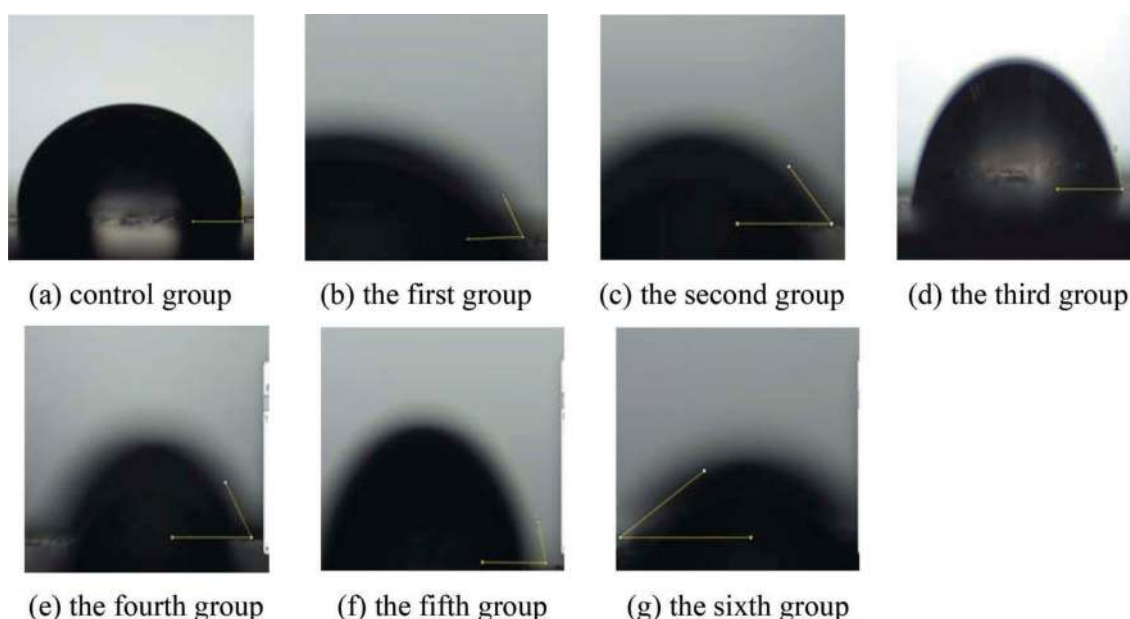 (a) control group
(b) the first group
(c) the second group
(d) the third group
(e) the fourth group
(f) the fifth group
(g) the sixth group